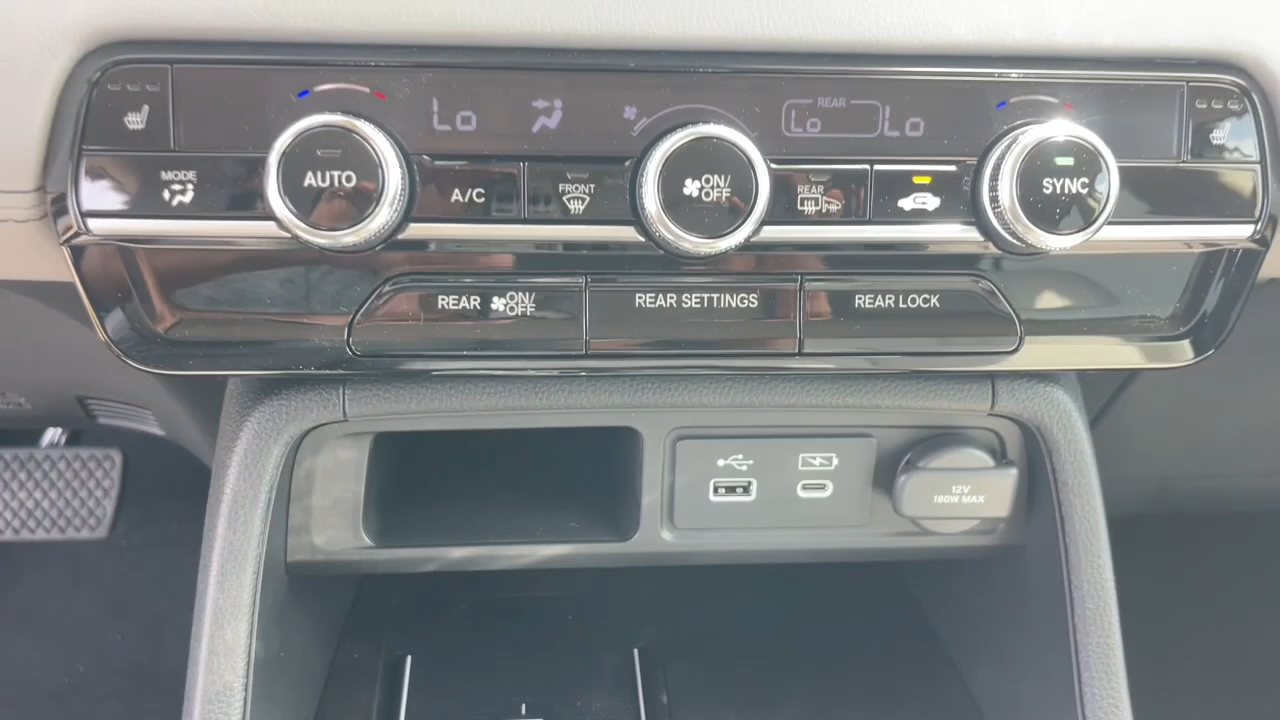 Lo
REAR
Lo
Lo
MODE
AUTO
A/C
FRONT
ON/
OFF
REAR
SYNC
REAR ON/
OFF
REAR SETTINGS
REAR LOCK
12V
180W MAX